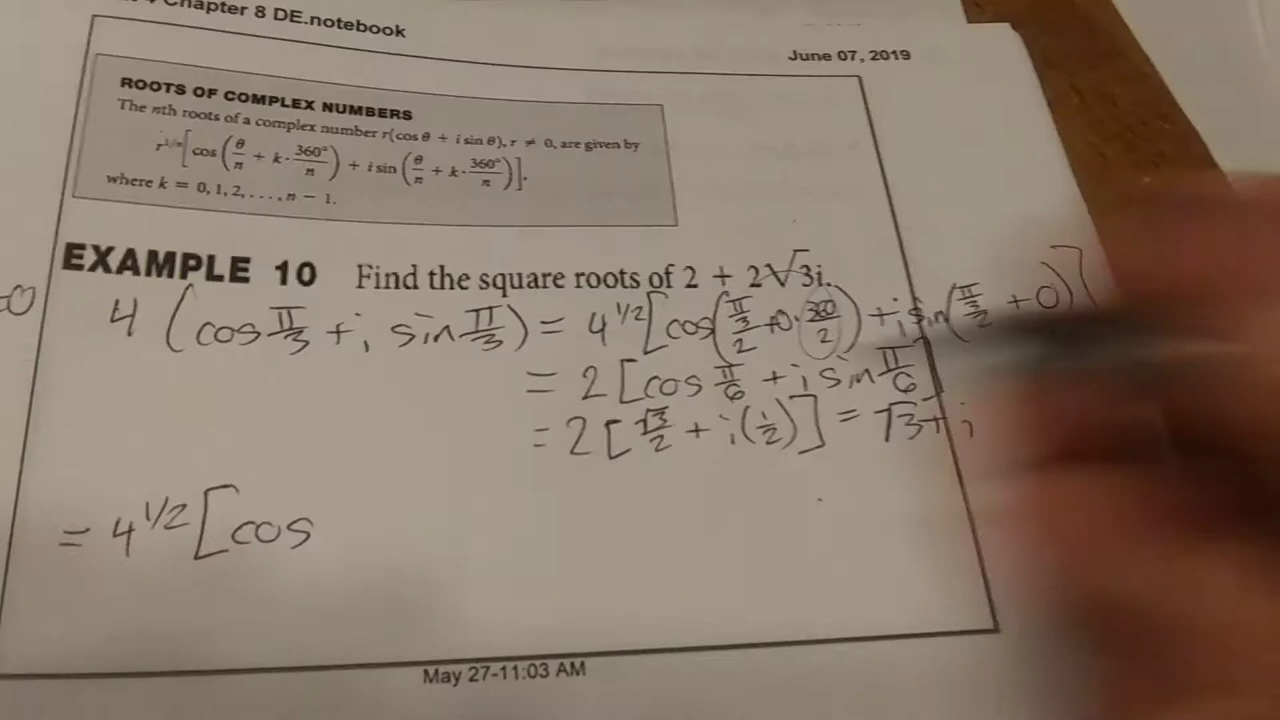 Chapter 8 DE.notebook
June 07, 2019
ROOTS OF COMPLEX NUMBERS
The nth roots of a complex number r(cos θ + i sin θ), r ≠ 0, are given by
r^1/n [cos (θ/n + k · 360°/n) + i sin (θ/n + k · 360°/n)].
where k = 0, 1, 2, . . . , n − 1.
EXAMPLE 10 Find the square roots of 2 + 2√3i.
=0
4 (cos π/3 + i sin π/3) = 4^1/2 [cos (π/3/2 + 0 · 360/2) + i sin (π/3/2 + 0)]
= 2 [cos π/6 + i sin π/6]
= 2 [√3/2 + i(1/2)] = √3 + i
= 4^1/2 [cos
May 27-11:03 AM